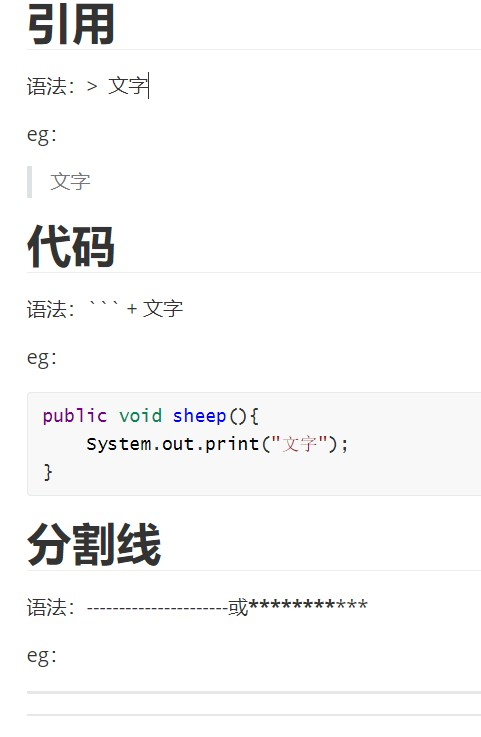 引用
语法：> 文字
eg：
文字
代码
语法：``` + 文字
eg：
public void sheep(){
    System.out.print("文字");
}
分割线
语法：----------------------或***********
eg：